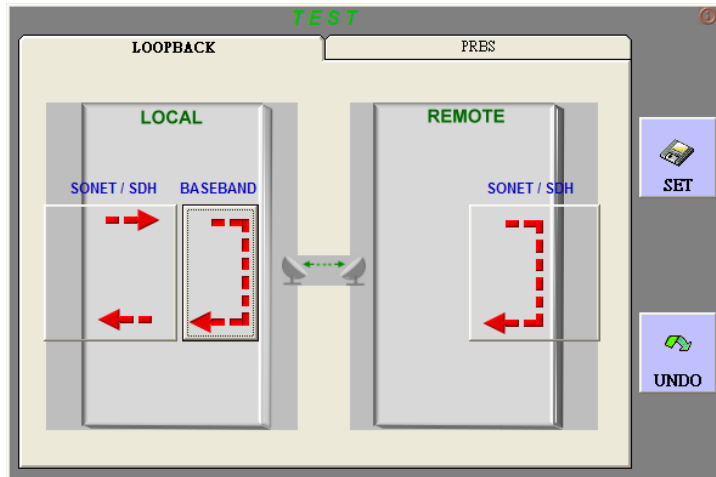 TEST
LOOPBACK
PRBS
LOCAL
REMOTE
SONET / SDH
BASEBAND
SONET / SDH
SET
UNDO